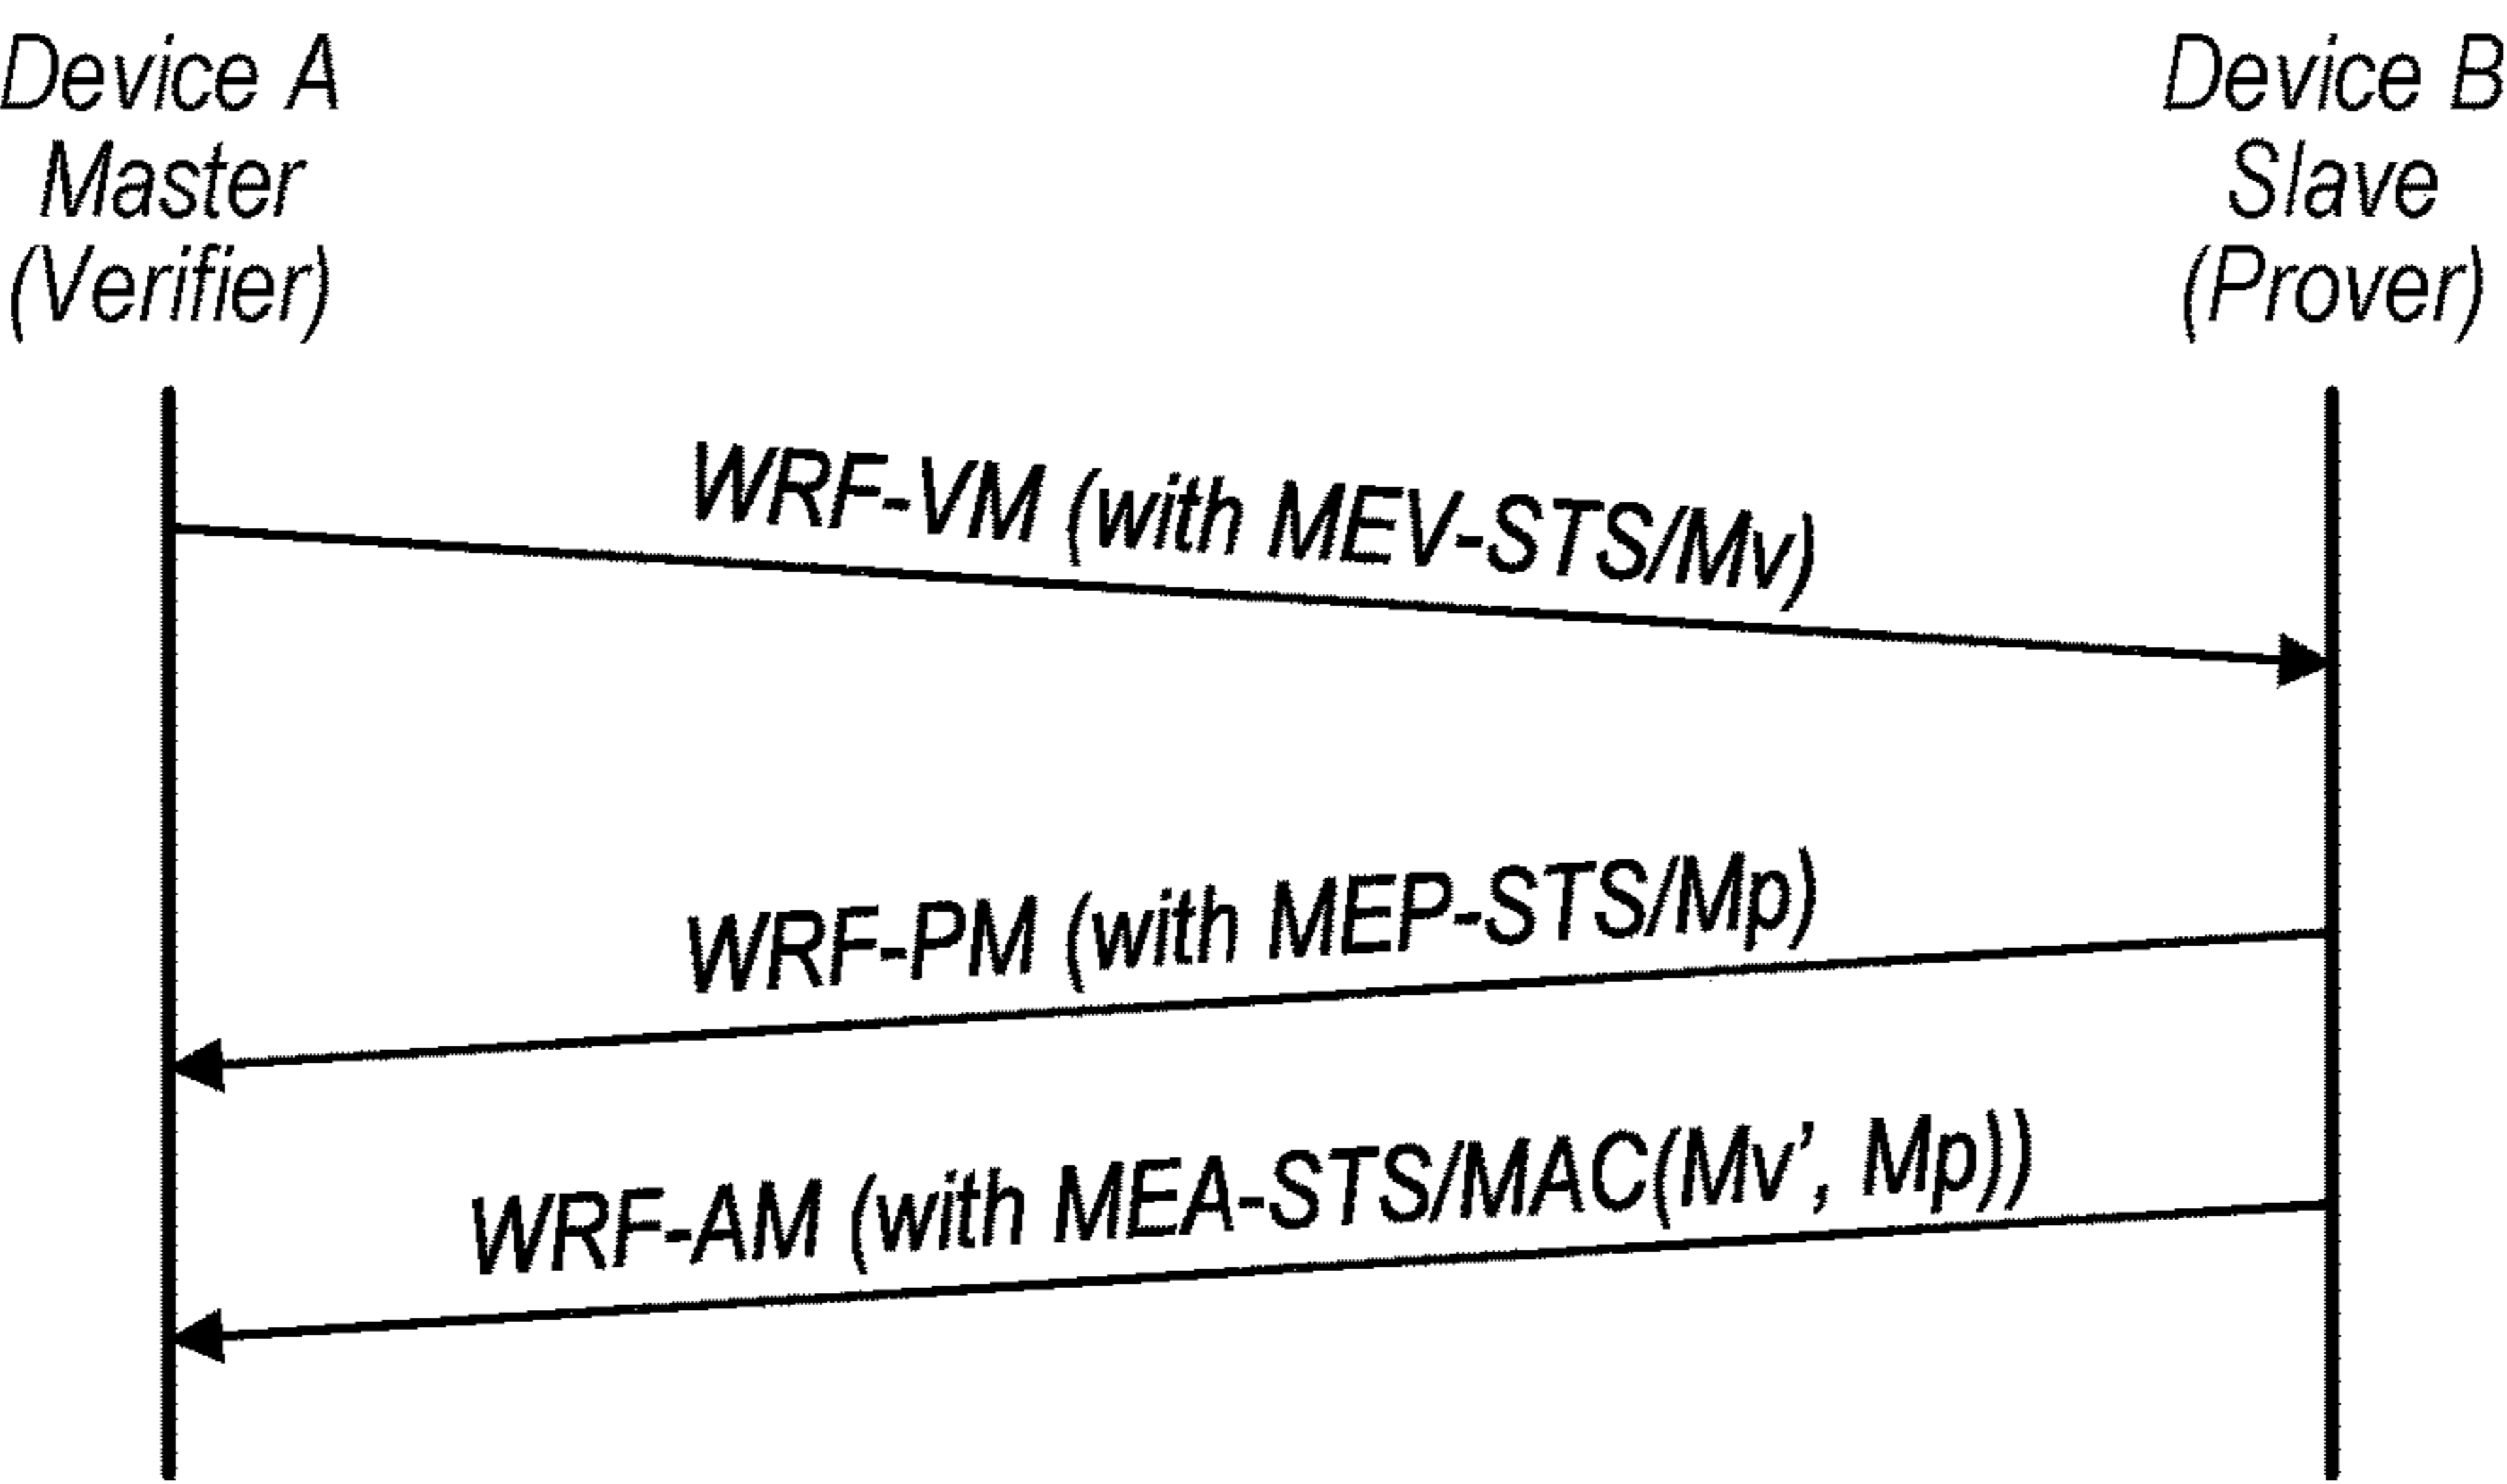 Device A
Master
(Verifier)
Device B
Slave
(Prover)
WRF-VM (with MEV-STS/Mv)
WRF-PM (with MEP-STS/Mp)
WRF-AM (with MEA-STS/MAC(Mv’, Mp))